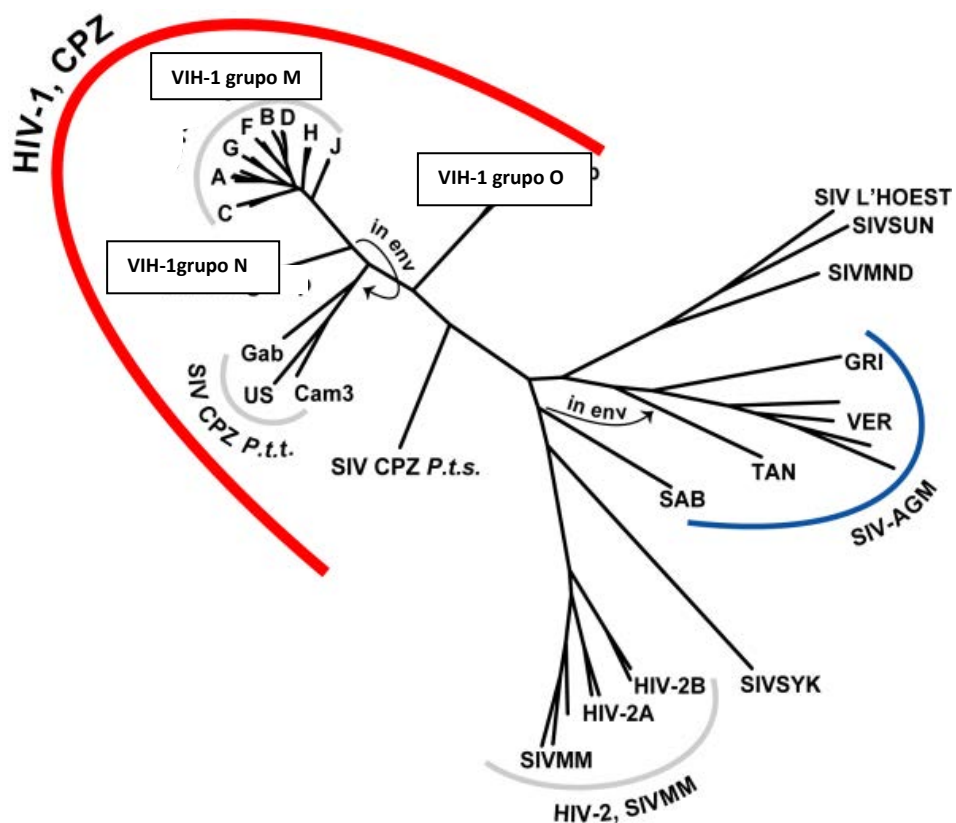 HIV-1, CPZ
VIH-1 grupo M
B D
F
H
G
J
A
C
VIH-1 grupo O
in env
VIH-1grupo N
Gab
US
Cam3
SIV CPZ P.t.t.
SIV CPZ P.t.s.
SIV L'HOEST
SIVSUN
SIVMND
GRI
in env
VER
TAN
SAB
SIV-AGM
HIV-2B
SIVSYK
HIV-2A
SIVMM
HIV-2, SIVMM